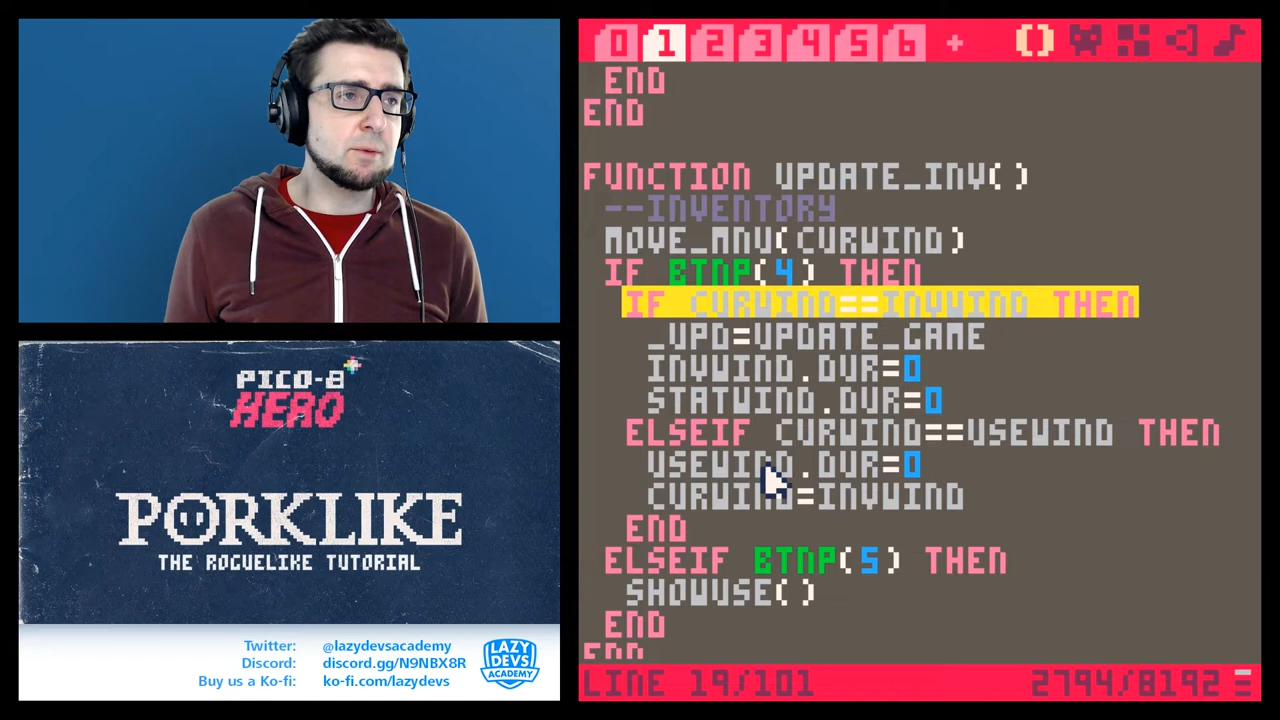 0 1 2 3 4 5 6 +
END
END
FUNCTION UPDATE_INV()
--INVENTORY
MOVE_MNU(CURWIND)
IF BTNP(4) THEN
IF CURWIND==INVWIND THEN
_UPD=UPDATE_GAME
INVWIND.DUR=0
STATWIND.DUR=0
ELSEIF CURWIND==USEWIND THEN
USEWIND.DUR=0
CURWIND=INVWIND
END
ELSEIF BTNP(5) THEN
SHOWUSE()
END
END
LINE 19/101 2794/8192
PICO-8
HERO
PORKLIKE
THE ROGUELIKE TUTORIAL
Twitter: @lazydevsacademy
Discord: discord.gg/N9NBX8R
Buy us a Ko-fi: ko-fi.com/lazydevs
LAZY
DEVS
ACADEMY